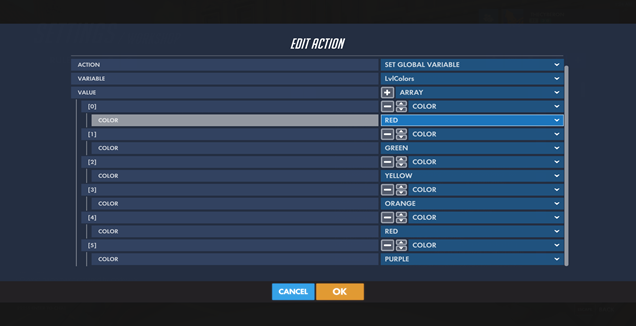 EDIT ACTION
ACTION SET GLOBAL VARIABLE
VARIABLE LvlColors
VALUE ARRAY
[0] COLOR
COLOR RED
[1] COLOR
COLOR GREEN
[2] COLOR
COLOR YELLOW
[3] COLOR
COLOR ORANGE
[4] COLOR
COLOR RED
[5] COLOR
COLOR PURPLE
CANCEL OK